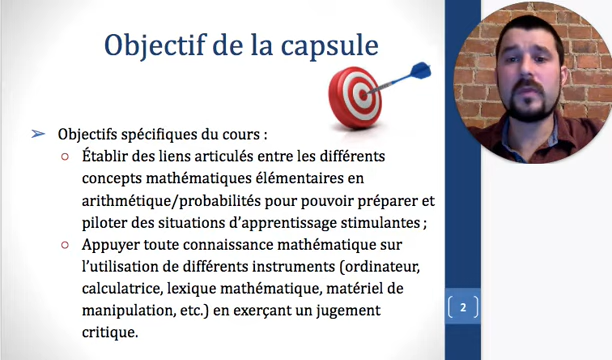 Objectif de la capsule
➢ Objectifs spécifiques du cours :
○ Établir des liens articulés entre les différents
concepts mathématiques élémentaires en
arithmétique/probabilités pour pouvoir préparer et
piloter des situations d’apprentissage stimulantes ;
○ Appuyer toute connaissance mathématique sur
l’utilisation de différents instruments (ordinateur,
calculatrice, lexique mathématique, matériel de
manipulation, etc.) en exerçant un jugement
critique.
2